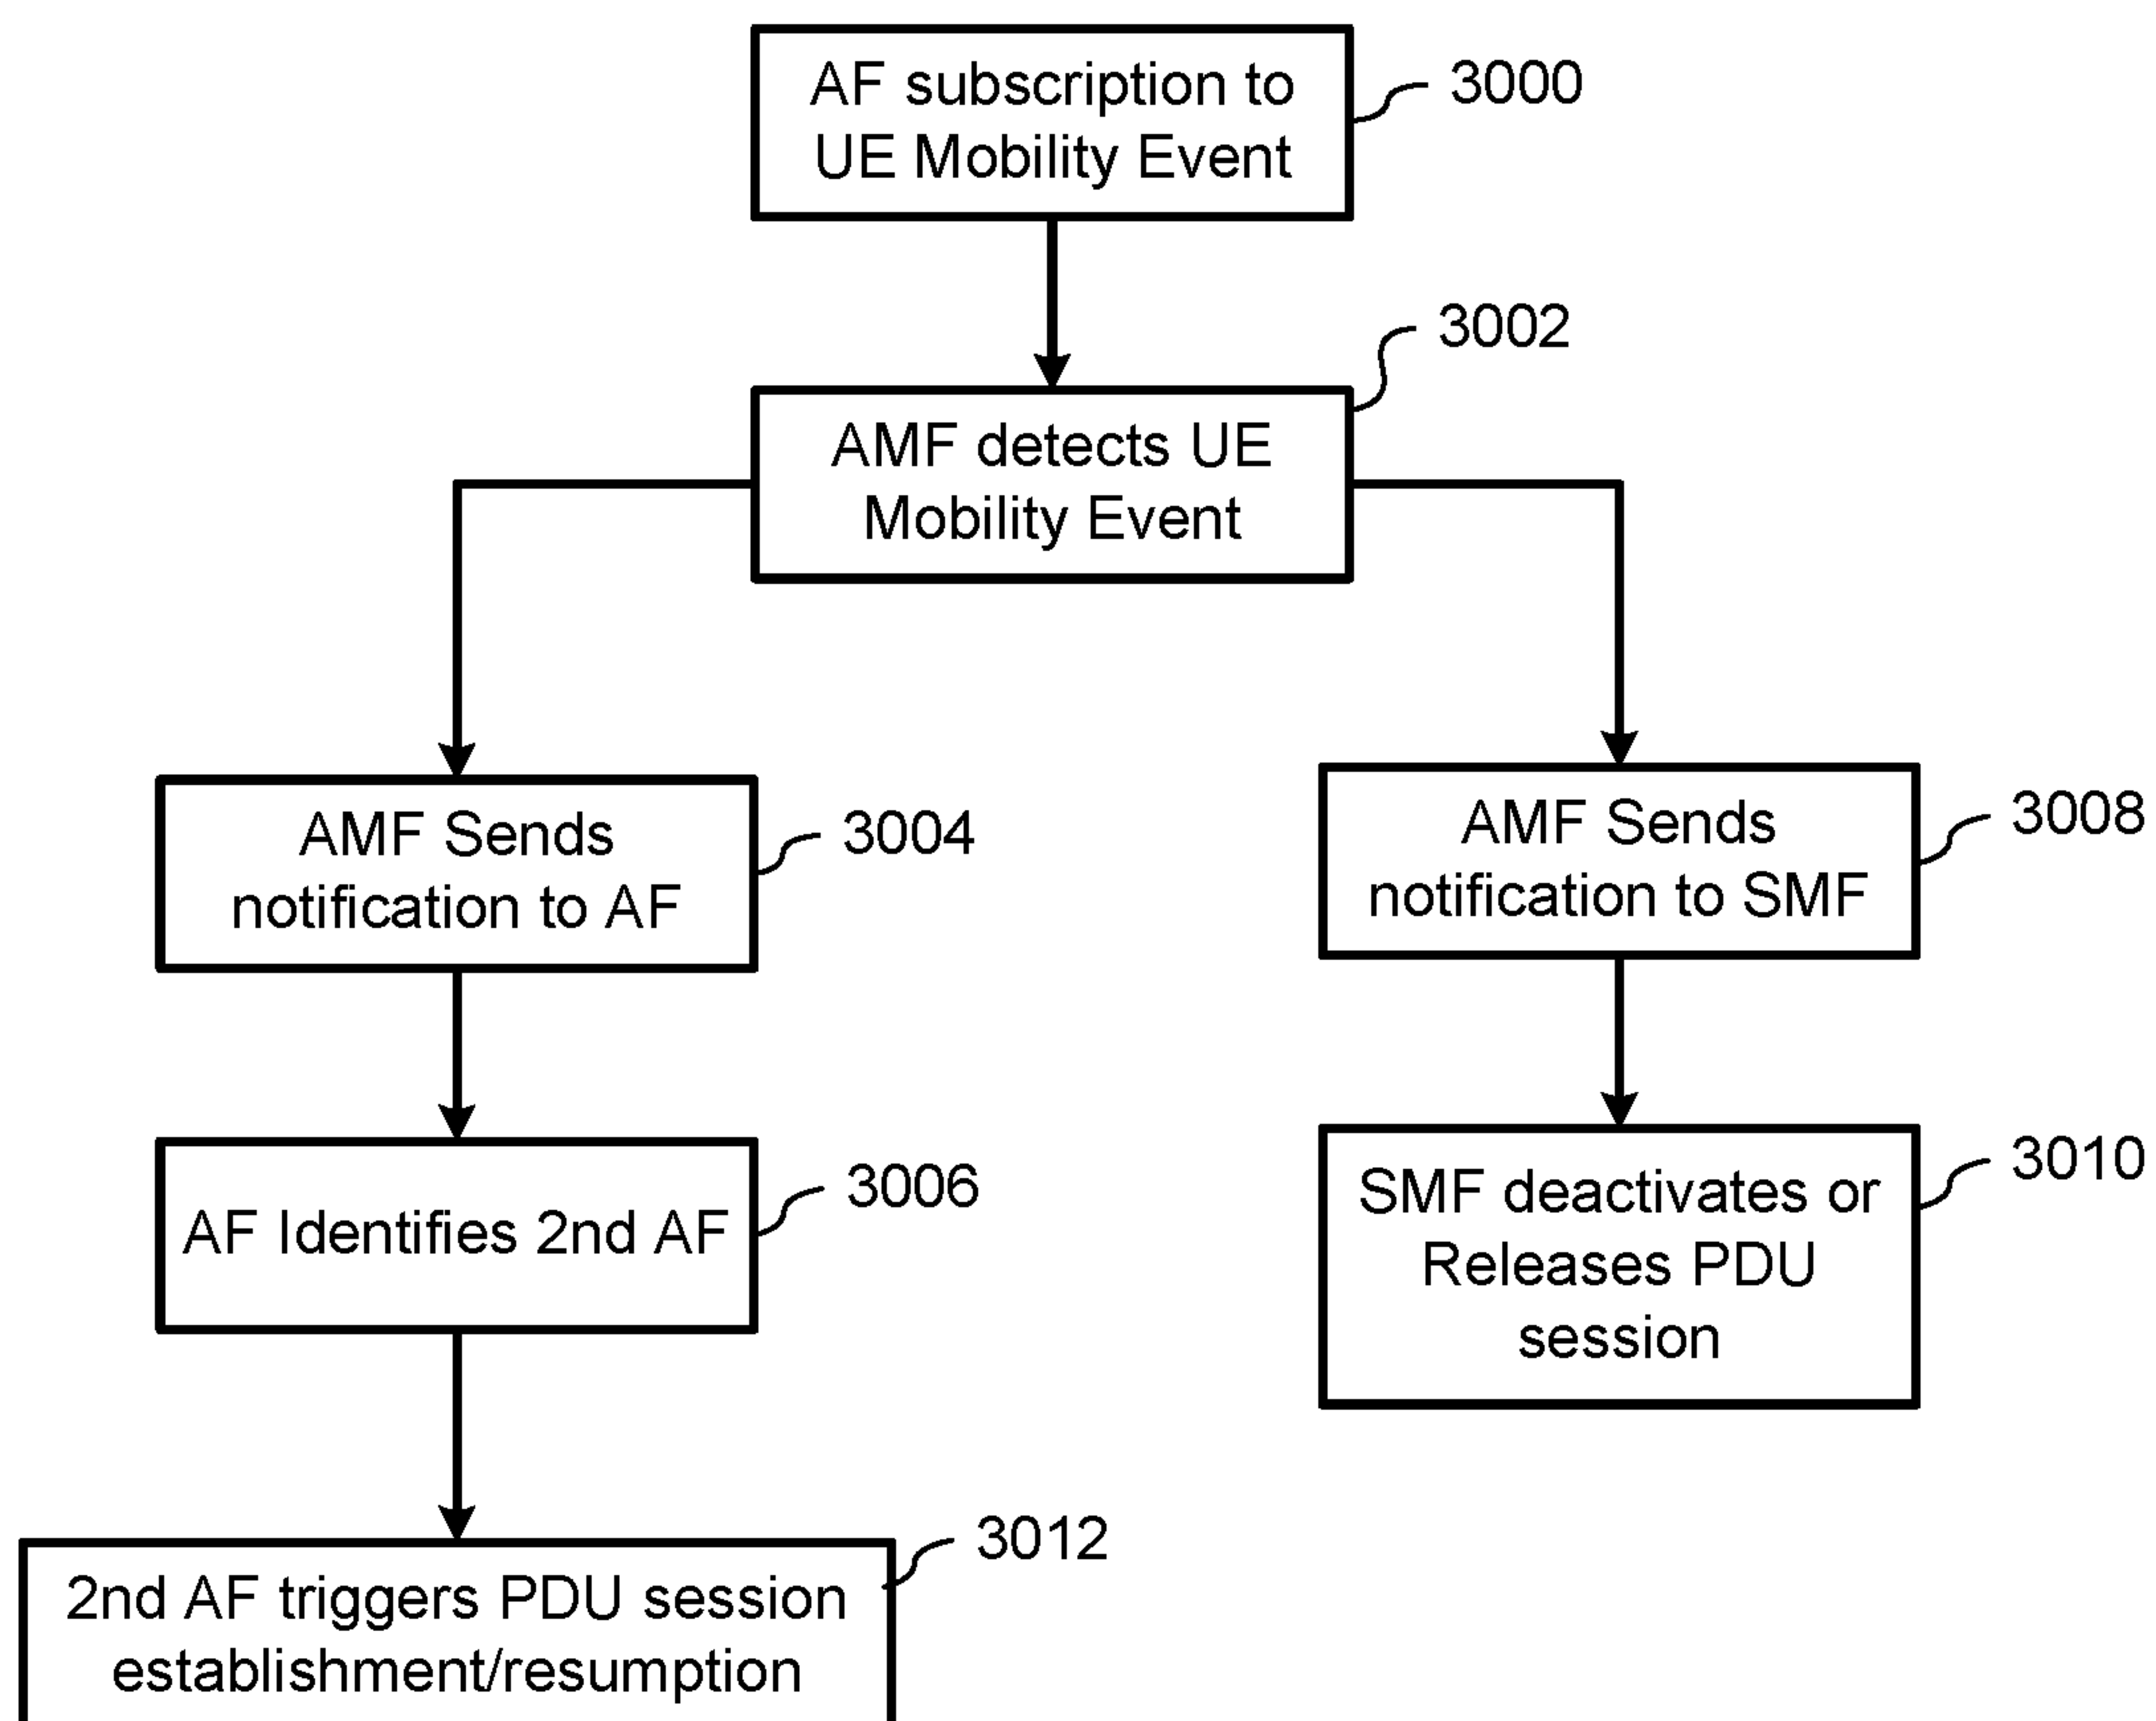 AF subscription to
UE Mobility Event
3000
3002
AMF detects UE
Mobility Event
AMF Sends
notification to AF
3004
AMF Sends
notification to SMF
3008
AF Identifies 2nd AF
3006
SMF deactivates or
Releases PDU
session
3010
3012
2nd AF triggers PDU session
establishment/resumption